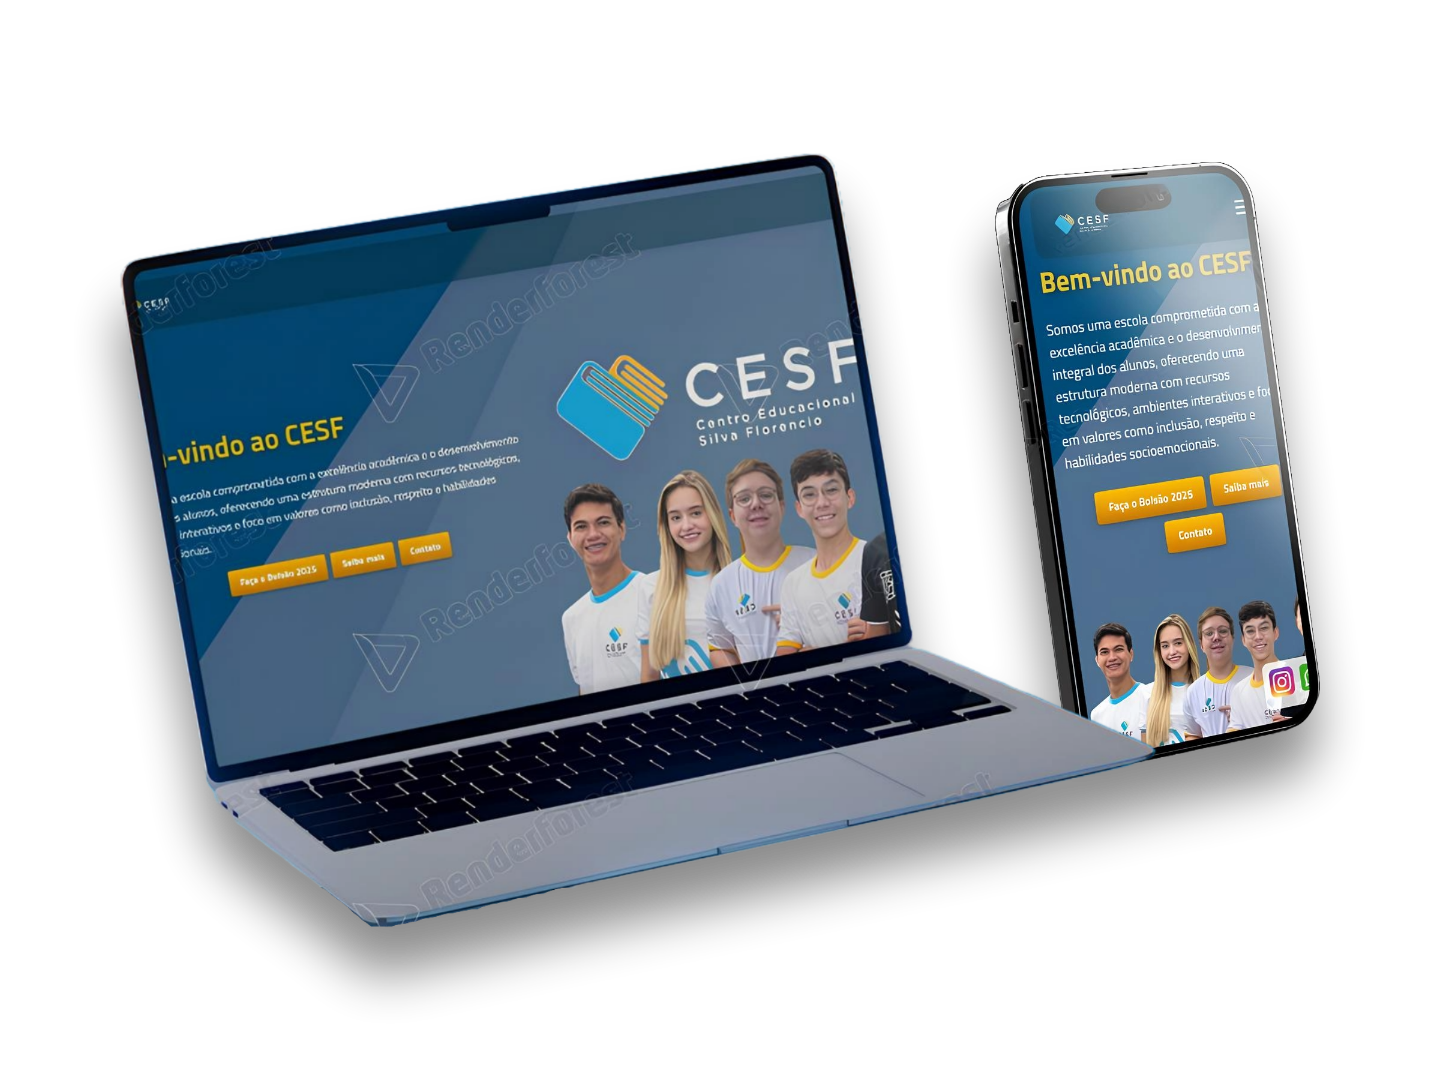 CESF
CESF
Centro Educacional
Silva Florencio
-vindo ao CESF
a escola comprometida com a excelência acadêmica e o desenvolvimento
s alunos, oferecendo uma estrutura moderna com recursos tecnológicos,
interativos e foco em valores como inclusão, respeito e habilidades
ionais.
Faça o Bolsão 2025
Saiba mais
Contato
CESF
CESF
CESF
Bem-vindo ao CESF
Somos uma escola comprometida com a
excelência acadêmica e o desenvolvimen
integral dos alunos, oferecendo uma
estrutura moderna com recursos
tecnológicos, ambientes interativos e fo
em valores como inclusão, respeito e
habilidades socioemocionais.
Faça o Bolsão 2025
Saiba mais
Contato
Renderforest
Renderforest
Renderforest